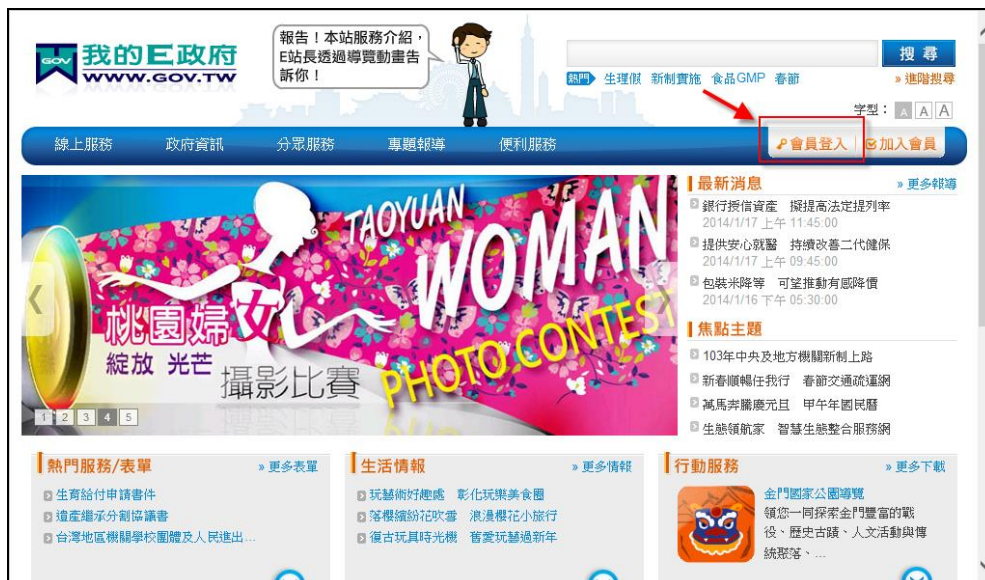 GOV 我的E政府
WWW.GOV.TW
報告！本站服務介紹，
E站長透過導覽動畫告
訴你！
搜 尋
熱門 生理假 新制實施 食品GMP 春節
» 進階搜尋
字型： A A A
線上服務 政府資訊 分眾服務 專題報導 便利服務 會員登入 加入會員
TAOYUAN
WOMAN
PHOTO CONTEST
桃園婦女
綻放 光芒
攝影比賽
1 2 3 4 5
最新消息 » 更多報導
銀行授信資產 擬提高法定提列率
2014/1/17 上午 11:45:00
提供安心就醫 持續改善二代健保
2014/1/17 上午 09:45:00
包裝米降等 可望推動有感降價
2014/1/16 下午 05:30:00
焦點主題
103年中央及地方機關新制上路
新春順暢任我行 春節交通疏運網
萬馬奔騰慶元旦 甲午年國民曆
生態領航家 智慧生態整合服務網
熱門服務/表單 » 更多表單
生育給付申請書件
遺產繼承分割協議書
台灣地區機關學校團體及人民進出...
生活情報 » 更多情報
玩藝術好趣處 彰化玩樂美食圈
落櫻繽紛花吹雪 浪漫櫻花小旅行
復古玩具時光機 舊愛玩藝過新年
行動服務 » 更多下載
金門國家公園導覽
領您一同探索金門豐富的戰
役、歷史古蹟、人文活動與傳
統聚落、...